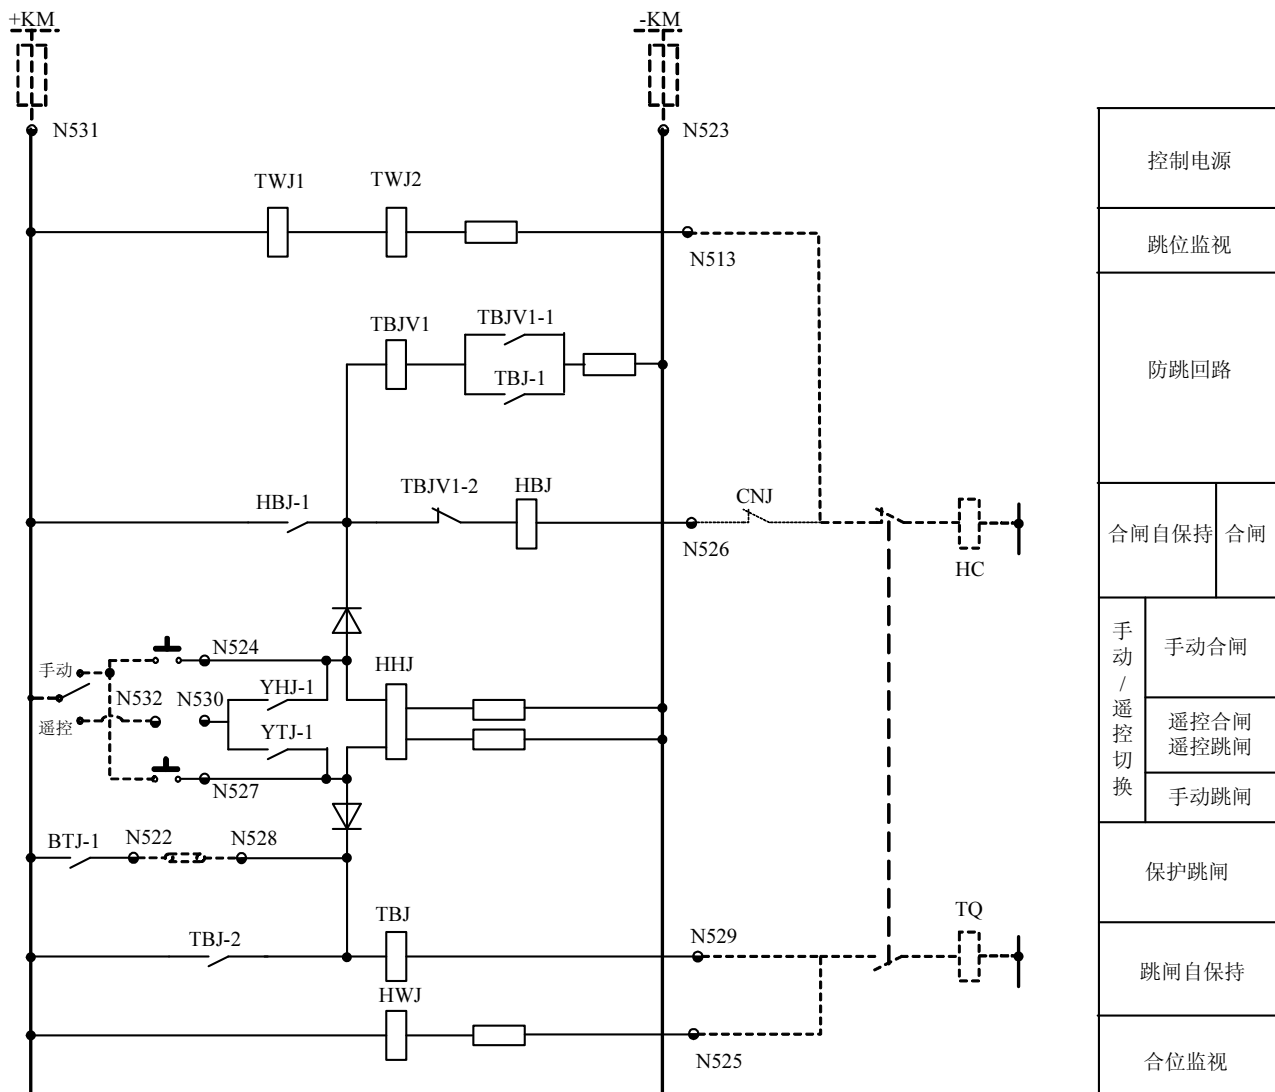 +KM
-KM
N531
N523
控制电源
TWJ1
TWJ2
N513
跳位监视
TBJV1
TBJV1-1
TBJ-1
防跳回路
HBJ-1
TBJV1-2
HBJ
CNJ
N526
HC
合闸自保持
合闸
手动
遥控
N524
N532
N530
YHJ-1
YTJ-1
HHJ
N527
手动/遥控切换
手动合闸
遥控合闸
遥控跳闸
手动跳闸
BTJ-1
N522
N528
保护跳闸
TBJ-2
TBJ
N529
TQ
跳闸自保持
HWJ
N525
合位监视